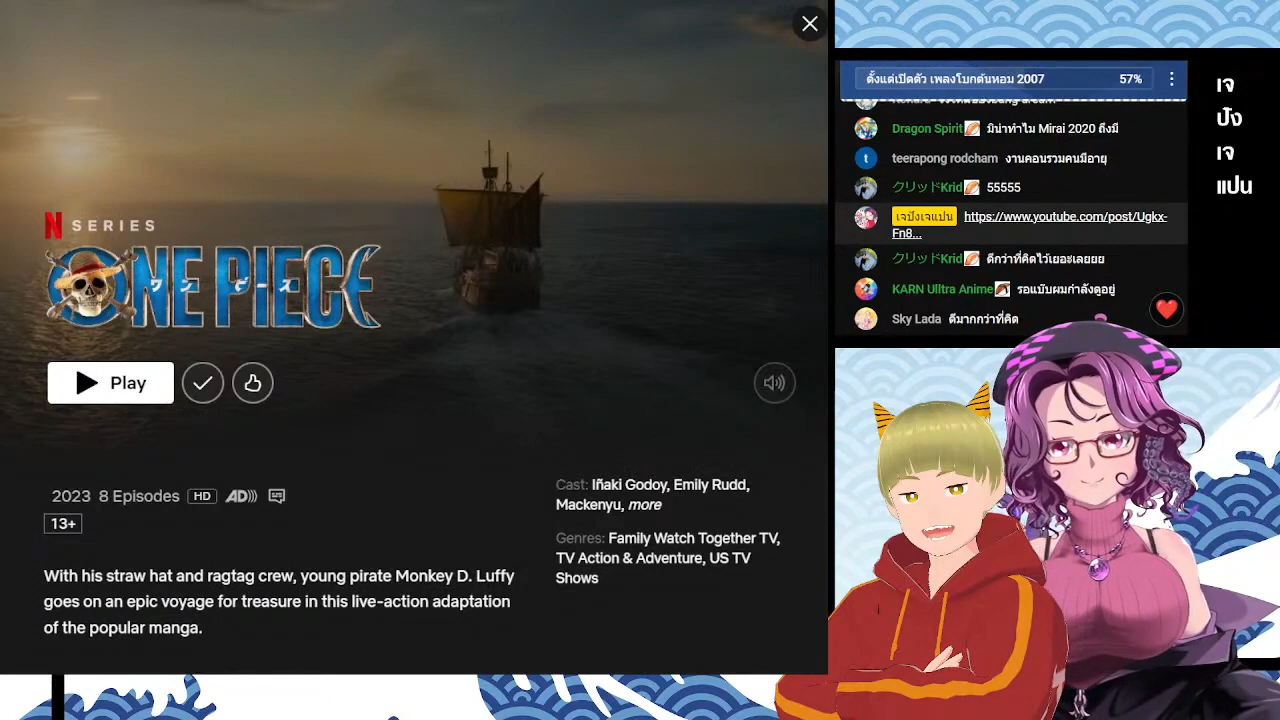 N SERIES
ONE PIECE
ワンピース
Play
2023 8 Episodes HD AD
13+
With his straw hat and ragtag crew, young pirate Monkey D. Luffy
goes on an epic voyage for treasure in this live-action adaptation
of the popular manga.
Cast: Iñaki Godoy, Emily Rudd,
Mackenyu, more
Genres: Family Watch Together TV,
TV Action & Adventure, US TV
Shows
ตั้งแต่เปิดตัว เพลงโบกต้นหอม 2007 57%
Dragon Spirit มิน่าทำไม Mirai 2020 ถึงมี
t teerapong rodcham งานคอนรวมคนมีอายุ
クリッドKrid 55555
เจปังเจแปน https://www.youtube.com/post/Ugkx-
Fn8...
クリッドKrid ดีกว่าที่คิดไว้เยอะเลยยย
KARN Ulltra Anime รอแป๊บผมกำลังดูอยู่
Sky Lada ดีมากกว่าที่คิด
เจ
ปัง
เจ
แปน